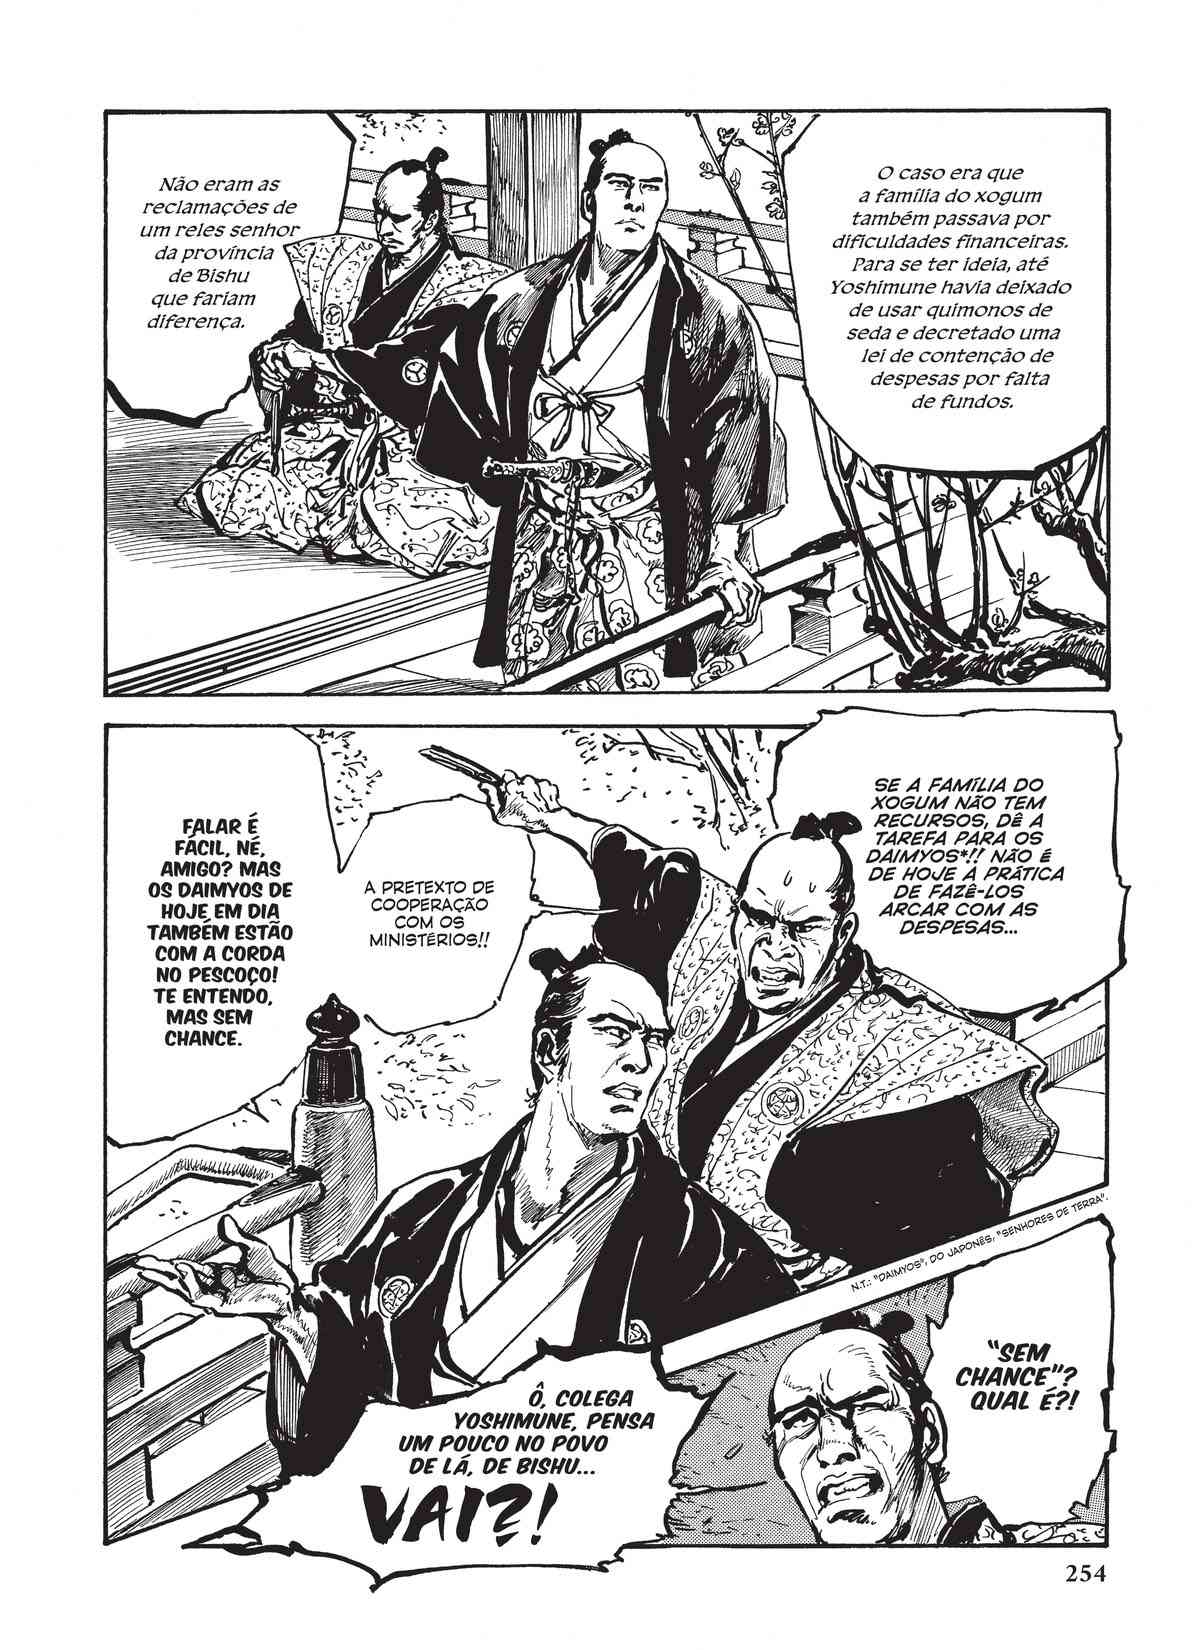 O caso era que
a família do xogum
também passava por
dificuldades financeiras.
Para se ter ideia, até
Yoshimune havia deixado
de usar quimonos de
seda e decretado uma
lei de contenção de
despesas por falta
de fundos.
Não eram as
reclamações de
um reles senhor
da província
de Bishu
que fariam
diferença.
SE A FAMÍLIA DO
XOGUM NÃO TEM
RECURSOS, DÊ A
TAREFA PARA OS
DAIMYOS*!! NÃO É
DE HOJE A PRÁTICA
DE FAZÊ-LOS
ARCAR COM AS
DESPESAS...
A PRETEXTO DE
COOPERAÇÃO
COM OS
MINISTÉRIOS!!
FALAR É
FÁCIL, NÉ,
AMIGO? MAS
OS DAIMYOS DE
HOJE EM DIA
TAMBÉM ESTÃO
COM A CORDA
NO PESCOÇO!
TE ENTENDO,
MAS SEM
CHANCE.
N.T.: "DAIMYOS", DO JAPONÊS, "SENHORES DE TERRA".
"SEM
CHANCE"?
QUAL É?!
Ô, COLEGA
YOSHIMUNE, PENSA
UM POUCO NO POVO
DE LÁ, DE BISHU...
VAI?!
254